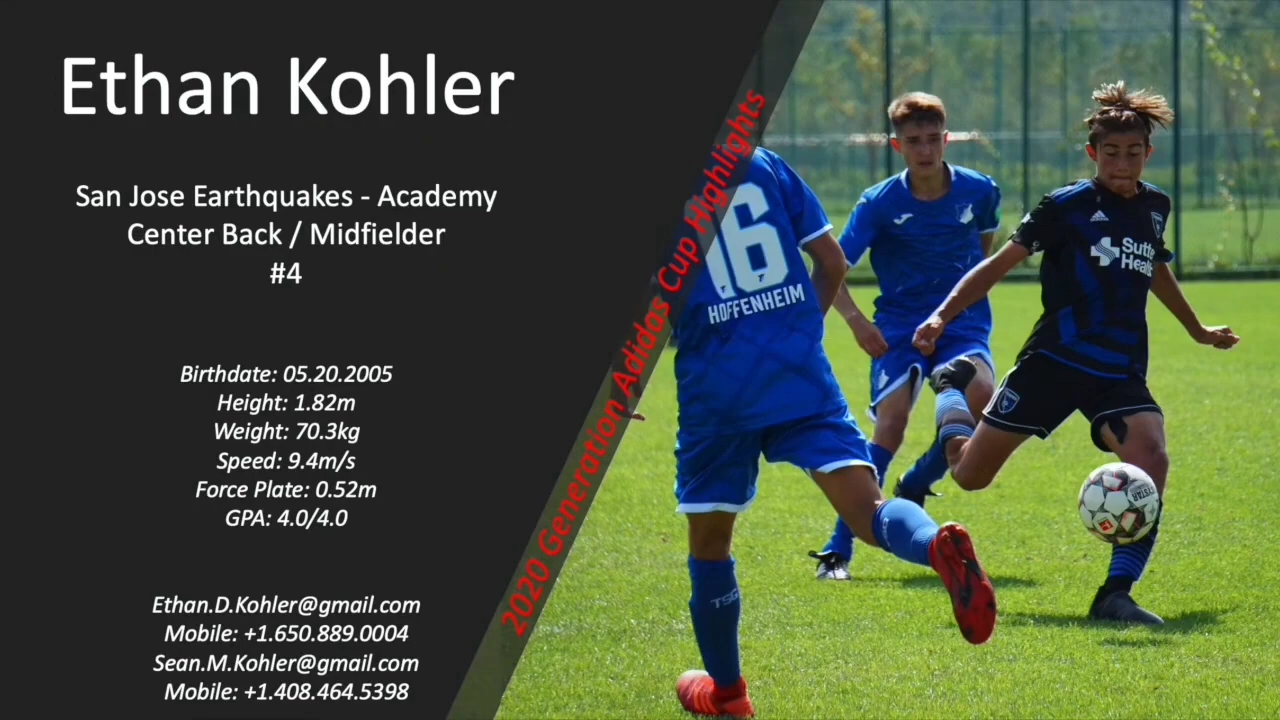 Ethan Kohler
San Jose Earthquakes - Academy
Center Back / Midfielder
#4
Birthdate: 05.20.2005
Height: 1.82m
Weight: 70.3kg
Speed: 9.4m/s
Force Plate: 0.52m
GPA: 4.0/4.0
Ethan.D.Kohler@gmail.com
Mobile: +1.650.889.0004
Sean.M.Kohler@gmail.com
Mobile: +1.408.464.5398
2020 Generation Adidas Cup Highlights
16
HOFFENHEIM
TSG
Sutte
Healt